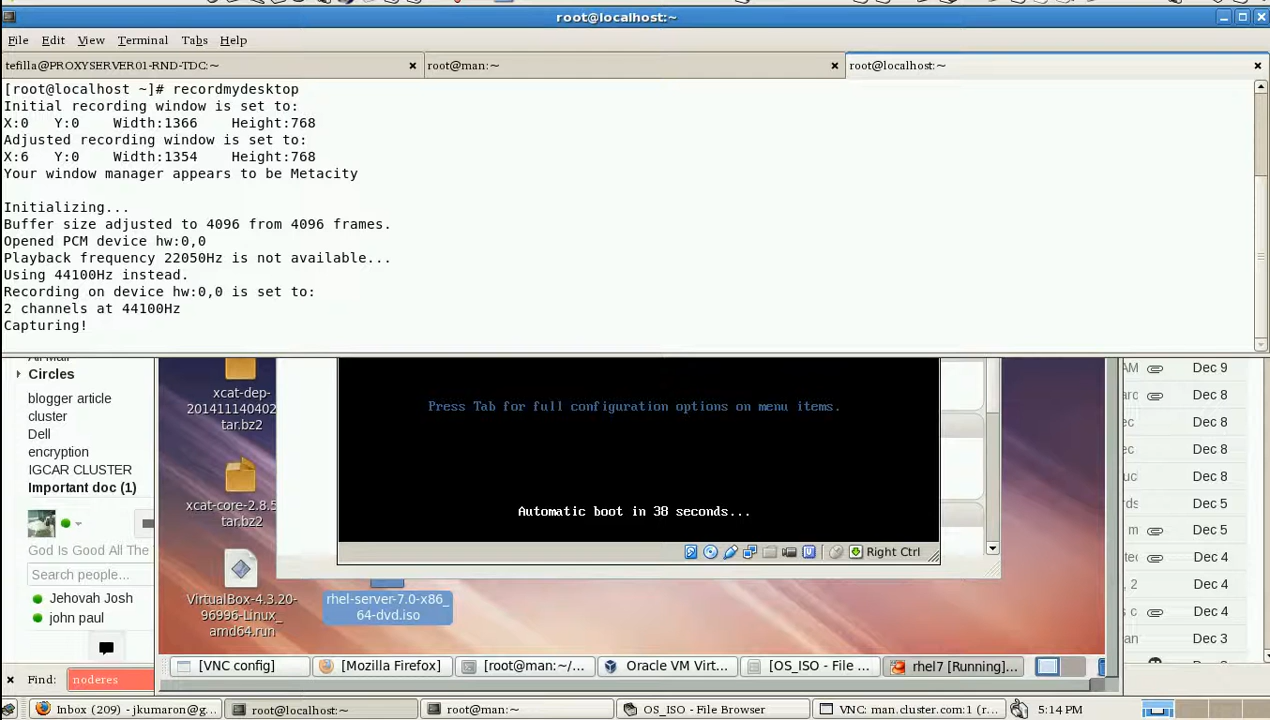 root@localhost:~
File Edit View Terminal Tabs Help
tefilla@PROXYSERVER01-RND-TDC:~ root@man:~ root@localhost:~
[root@localhost ~]# recordmydesktop
Initial recording window is set to:
X:0 Y:0 Width:1366 Height:768
Adjusted recording window is set to:
X:6 Y:0 Width:1354 Height:768
Your window manager appears to be Metacity
Initializing...
Buffer size adjusted to 4096 from 4096 frames.
Opened PCM device hw:0,0
Playback frequency 22050Hz is not available...
Using 44100Hz instead.
Recording on device hw:0,0 is set to:
2 channels at 44100Hz
Capturing!
Circles
blogger article
cluster
Dell
encryption
IGCAR CLUSTER
Important doc (1)
God Is Good All The
Search people...
Jehovah Josh
john paul
Find: noderes
xcat-dep-
201411140402
tar.bz2
xcat-core-2.8.5
tar.bz2
VirtualBox-4.3.20-
96996-Linux_
amd64.run
rhel-server-7.0-x86_
64-dvd.iso
Press Tab for full configuration options on menu items.
Automatic boot in 38 seconds...
Right Ctrl
AM Dec 9
Dec 8
ec Dec 8
Dec 8
uc Dec 8
rds Dec 5
m Dec 5
tec Dec 4
, 2 Dec 4
s c Dec 4
an Dec 3
[VNC config] [Mozilla Firefox] [root@man:~/... Oracle VM Virt... [OS_ISO - File ... rhel7 [Running]...
Inbox (209) - jkumaron@g... root@localhost:~ root@man:~ OS_ISO - File Browser VNC: man.cluster.com:1 (r... 5:14 PM